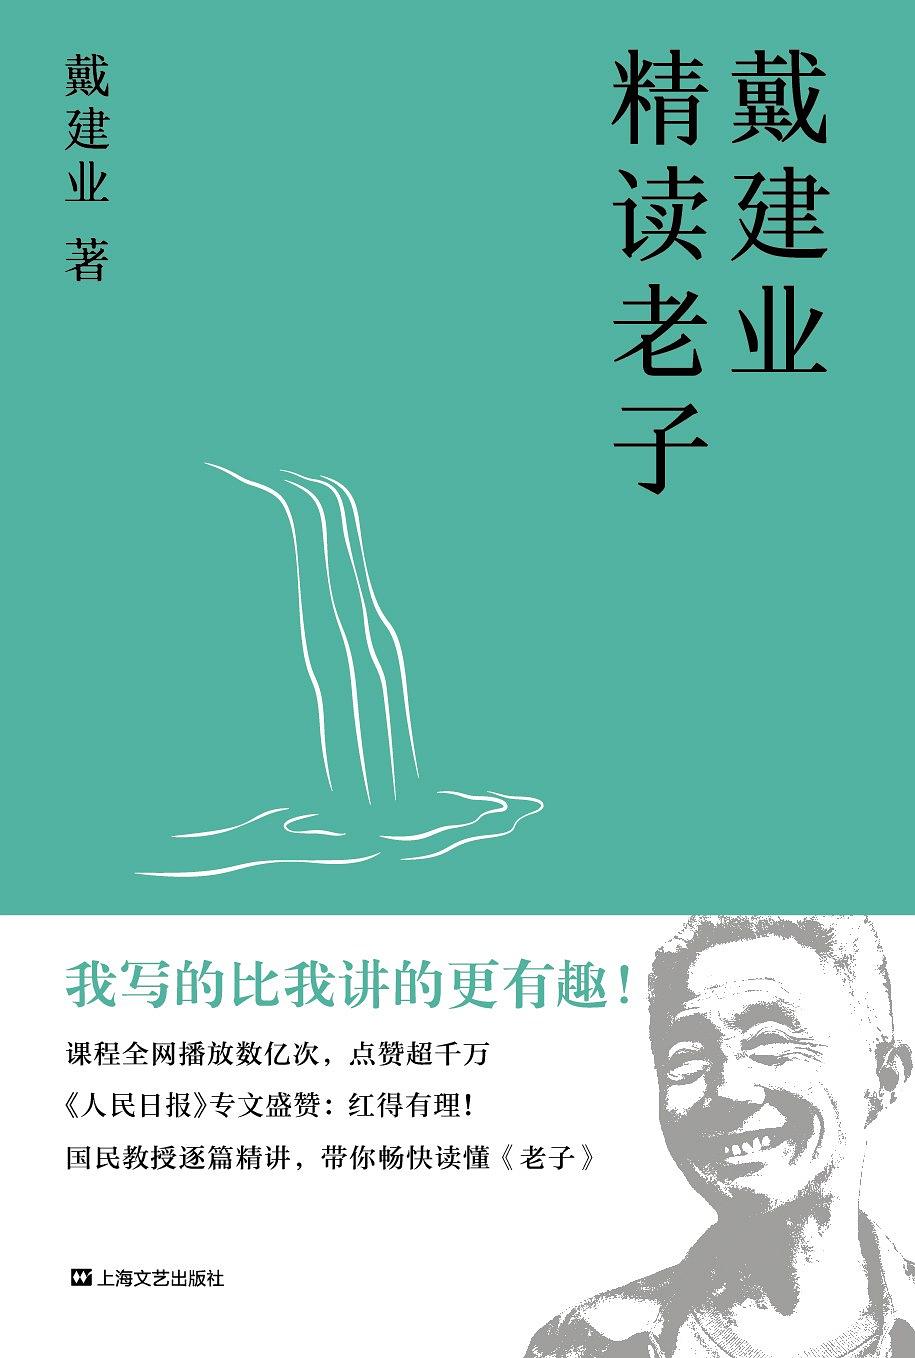 戴建业
精读老子
戴建业 著
我写的比我讲的更有趣！
课程全网播放数亿次，点赞超千万
《人民日报》专文盛赞：红得有理！
国民教授逐篇精讲，带你畅快读懂《老子》
上海文艺出版社